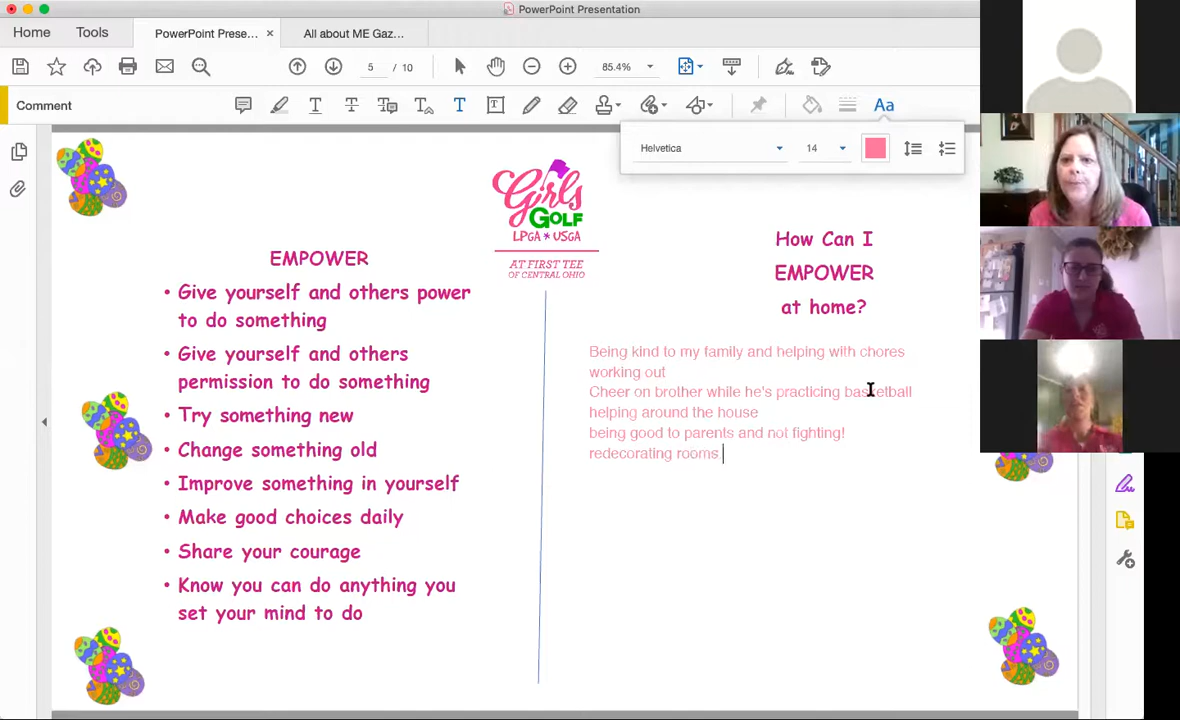 PowerPoint Presentation
Home
Tools
PowerPoint Prese...
All about ME Gaz...
5 / 10
85.4%
Comment
Aa
Helvetica
14
Girls
GOLF
LPGA * USGA
AT FIRST TEE
OF CENTRAL OHIO
EMPOWER
• Give yourself and others power
to do something
• Give yourself and others
permission to do something
• Try something new
• Change something old
• Improve something in yourself
• Make good choices daily
• Share your courage
• Know you can do anything you
set your mind to do
How Can I
EMPOWER
at home?
Being kind to my family and helping with chores
working out
Cheer on brother while he's practicing basketball
helping around the house
being good to parents and not fighting!
redecorating rooms